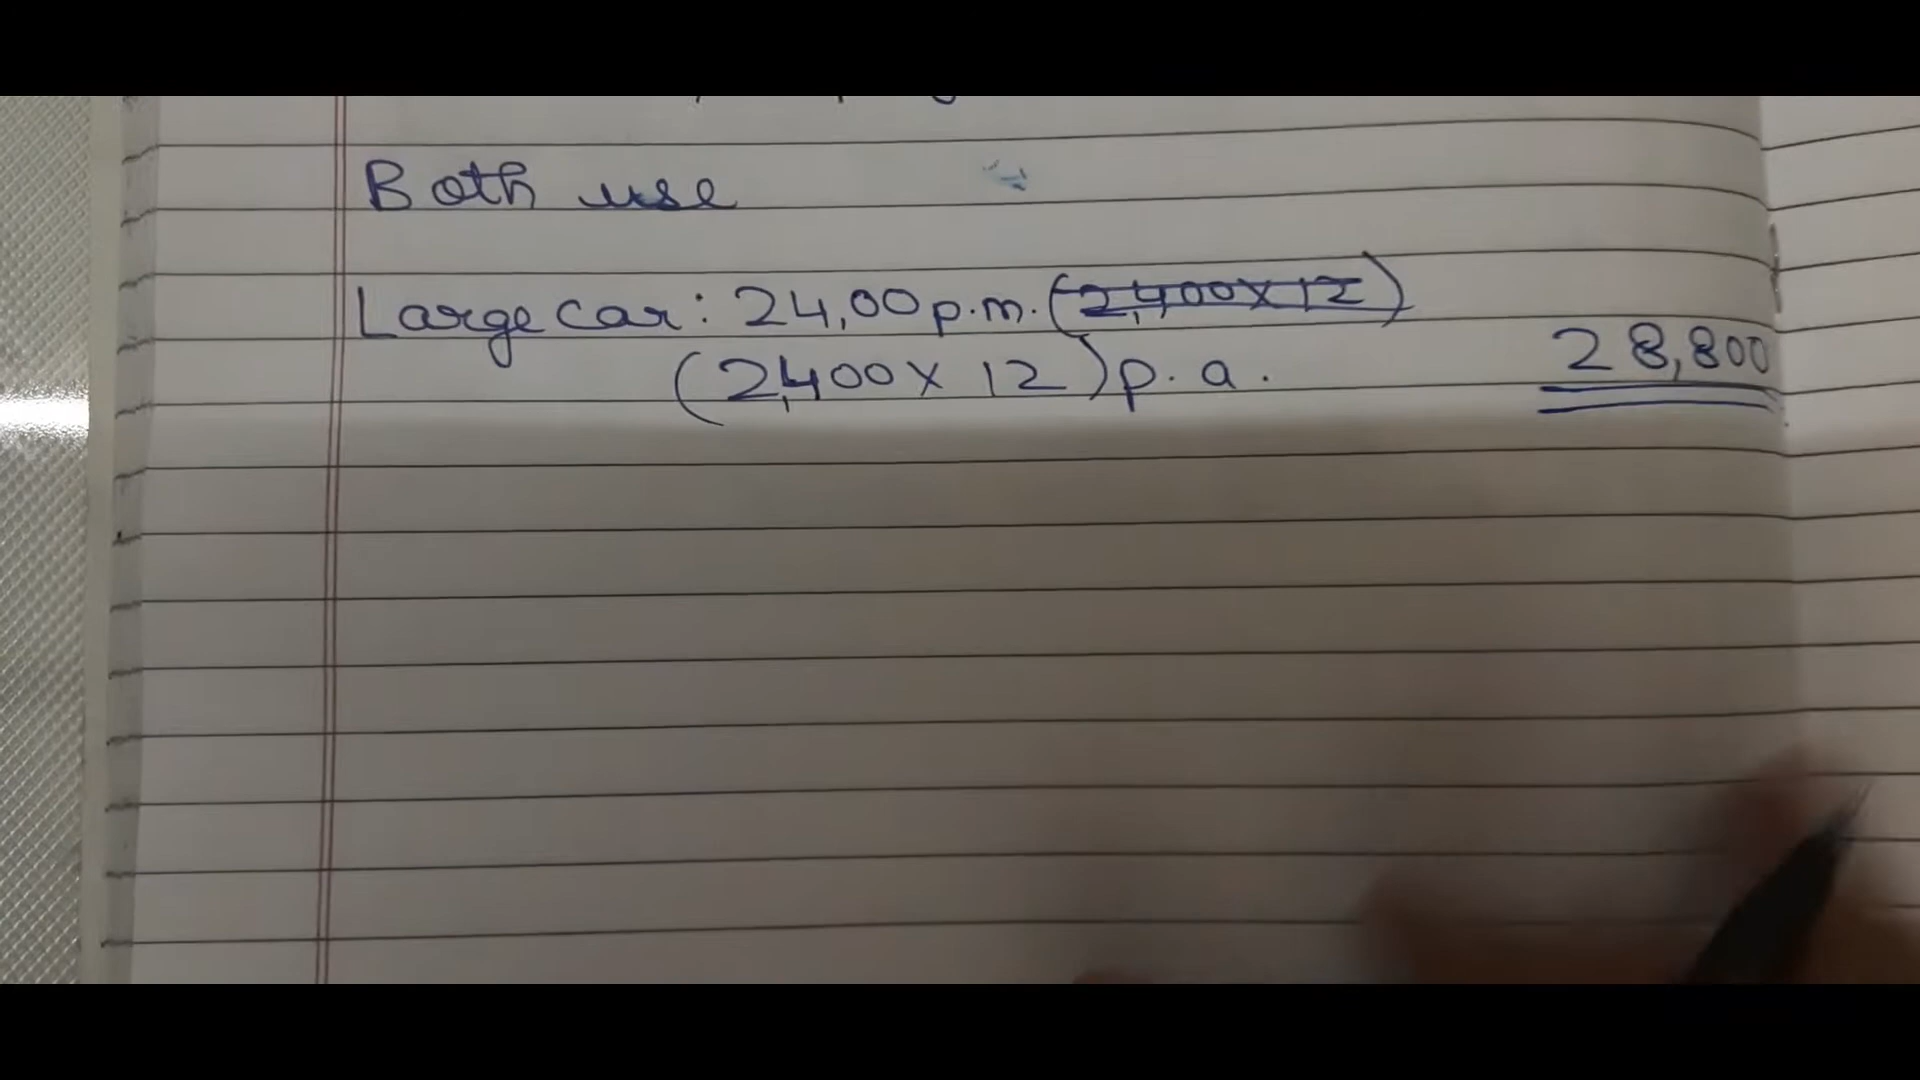 Both use
Large car: 24,00 p.m. (2,400 x 12)
(2,400 x 12) p.a.
28,800